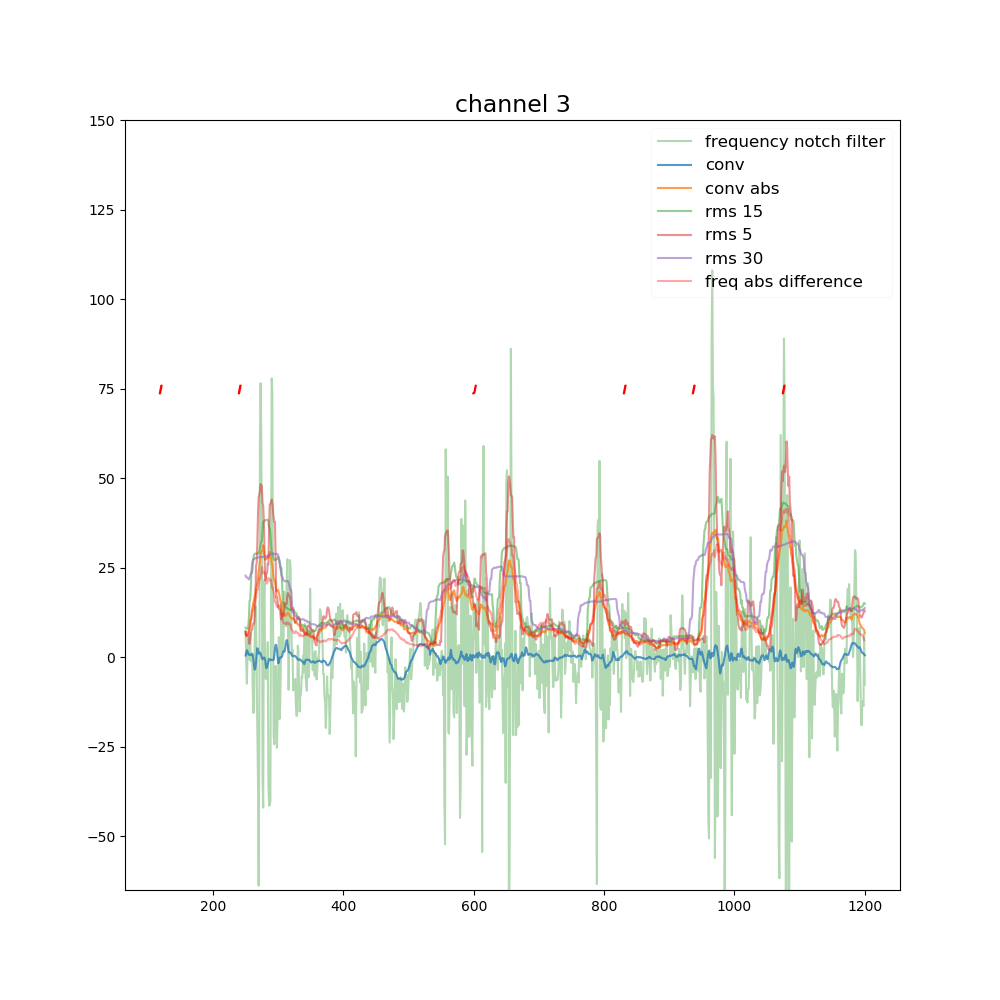 channel 3
150
125
100
75
50
25
0
−25
−50
frequency notch filter
conv
conv abs
rms 15
rms 5
rms 30
freq abs difference
200 400 600 800 1000 1200